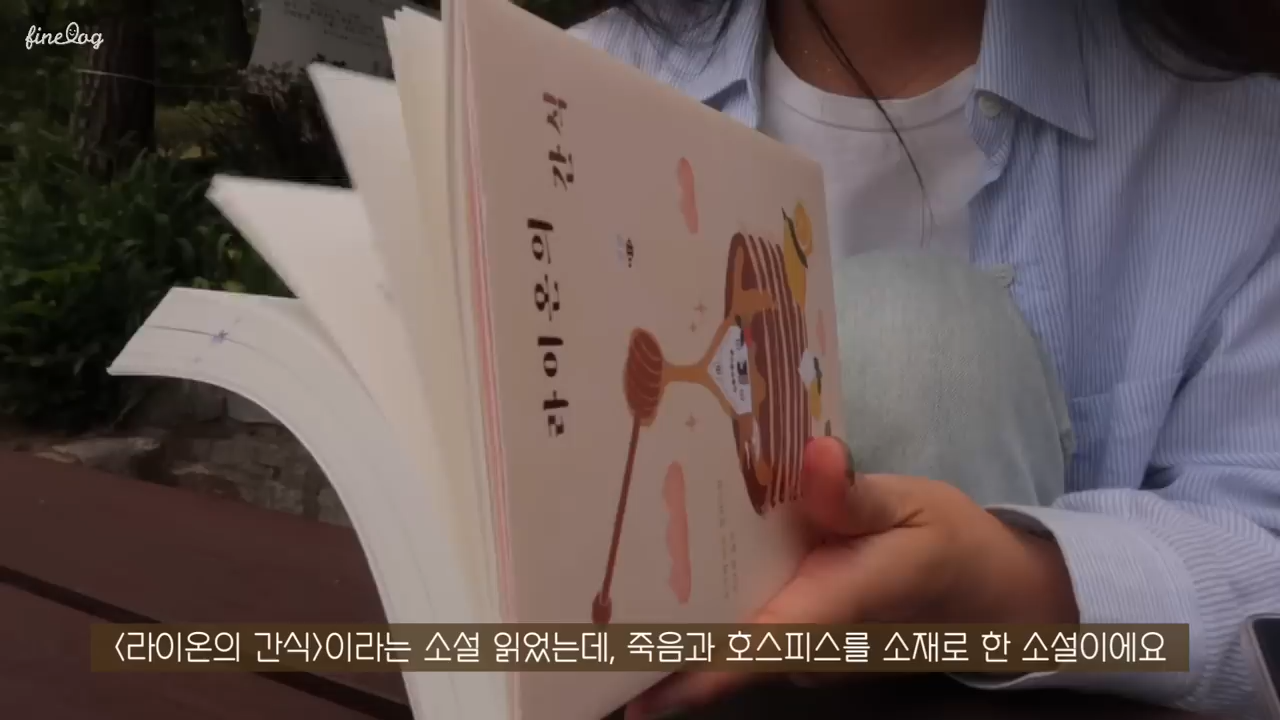 finelog
라이온의 간식
<라이온의 간식>이라는 소설 읽었는데, 죽음과 호스피스를 소재로 한 소설이에요